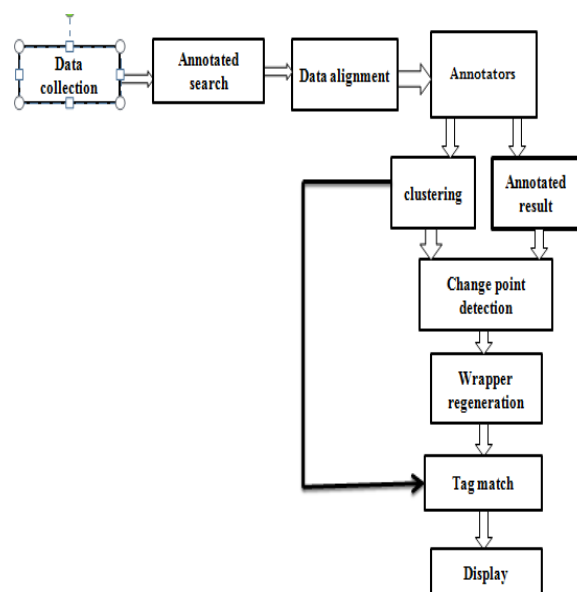 Data
collection
Annotated
search
Data alignment
Annotators
clustering
Annotated
result
Change point
detection
Wrapper
regeneration
Tag match
Display